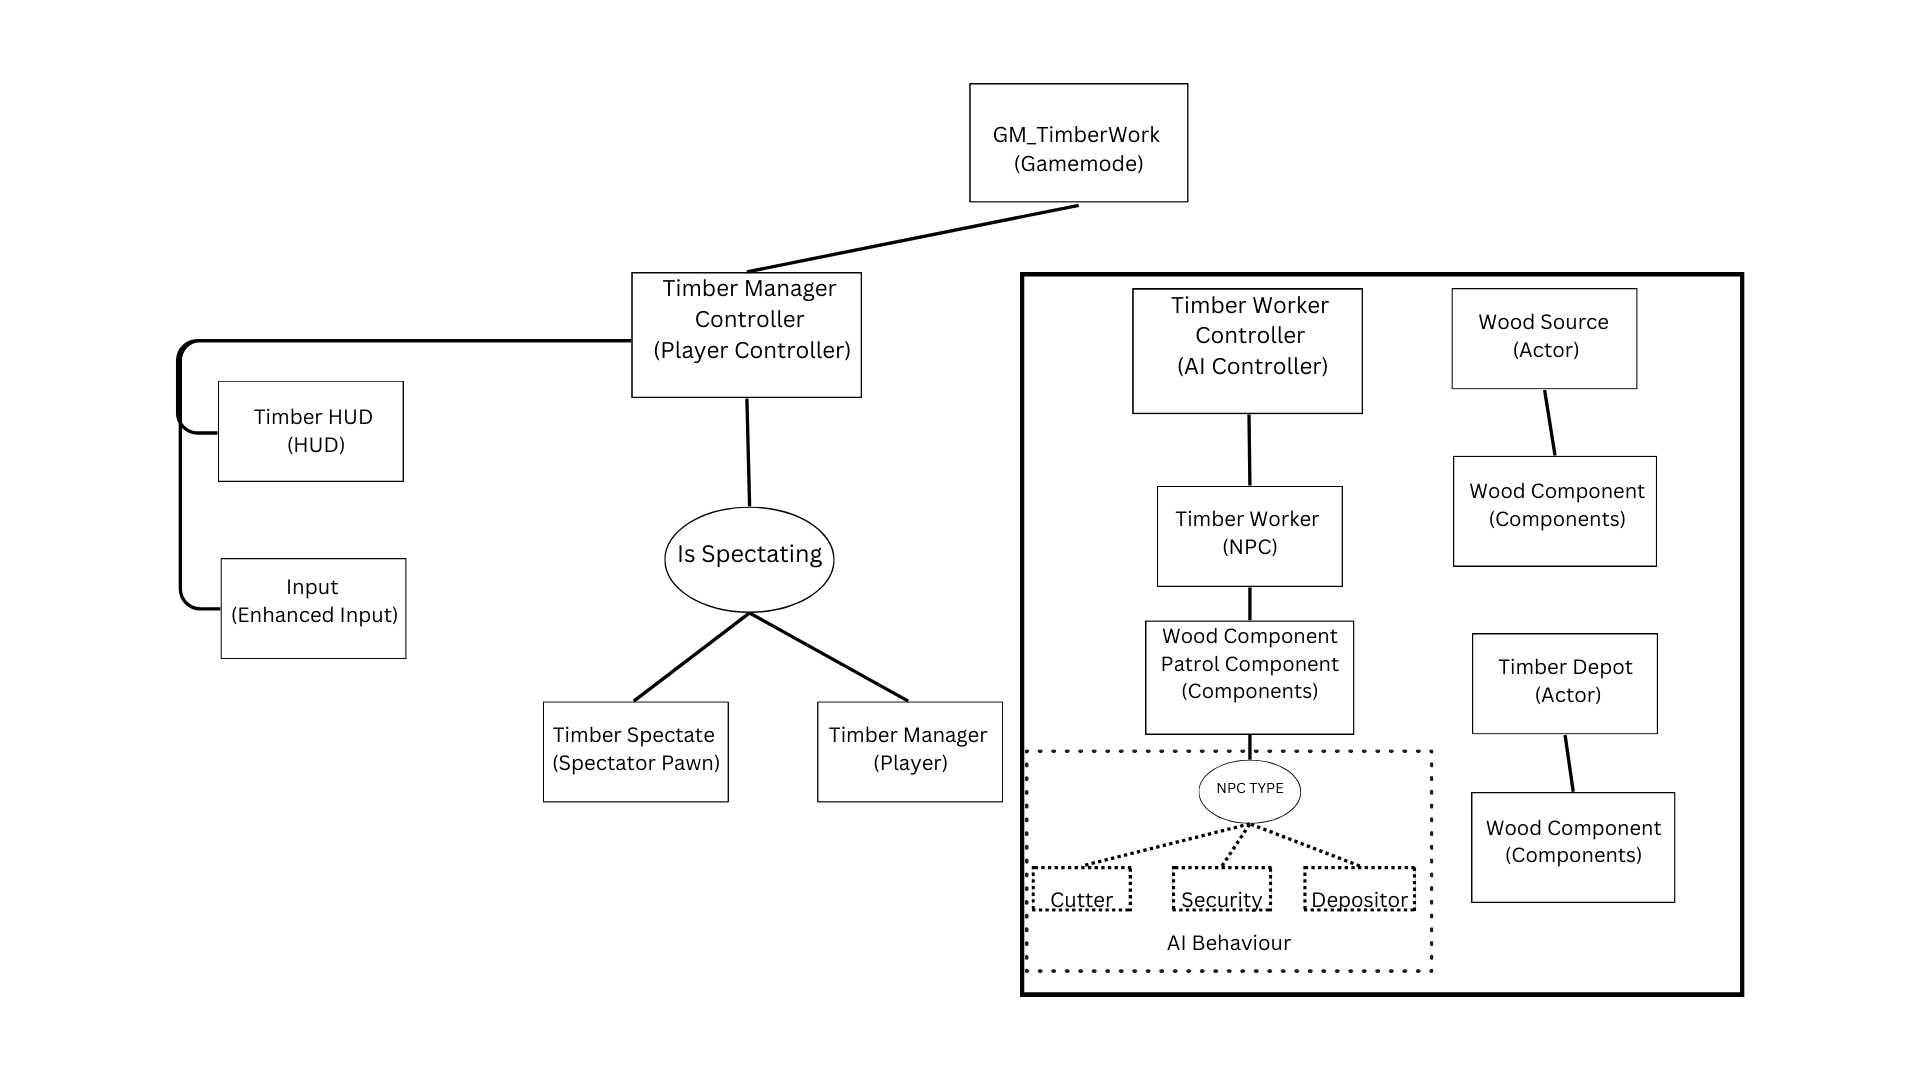 GM_TimberWork
(Gamemode)
Timber Manager
Controller
(Player Controller)
Timber HUD
(HUD)
Input
(Enhanced Input)
Is Spectating
Timber Spectate
(Spectator Pawn)
Timber Manager
(Player)
Timber Worker
Controller
(AI Controller)
Timber Worker
(NPC)
Wood Component
Patrol Component
(Components)
NPC TYPE
Cutter
Security
Depositor
AI Behaviour
Wood Source
(Actor)
Wood Component
(Components)
Timber Depot
(Actor)
Wood Component
(Components)